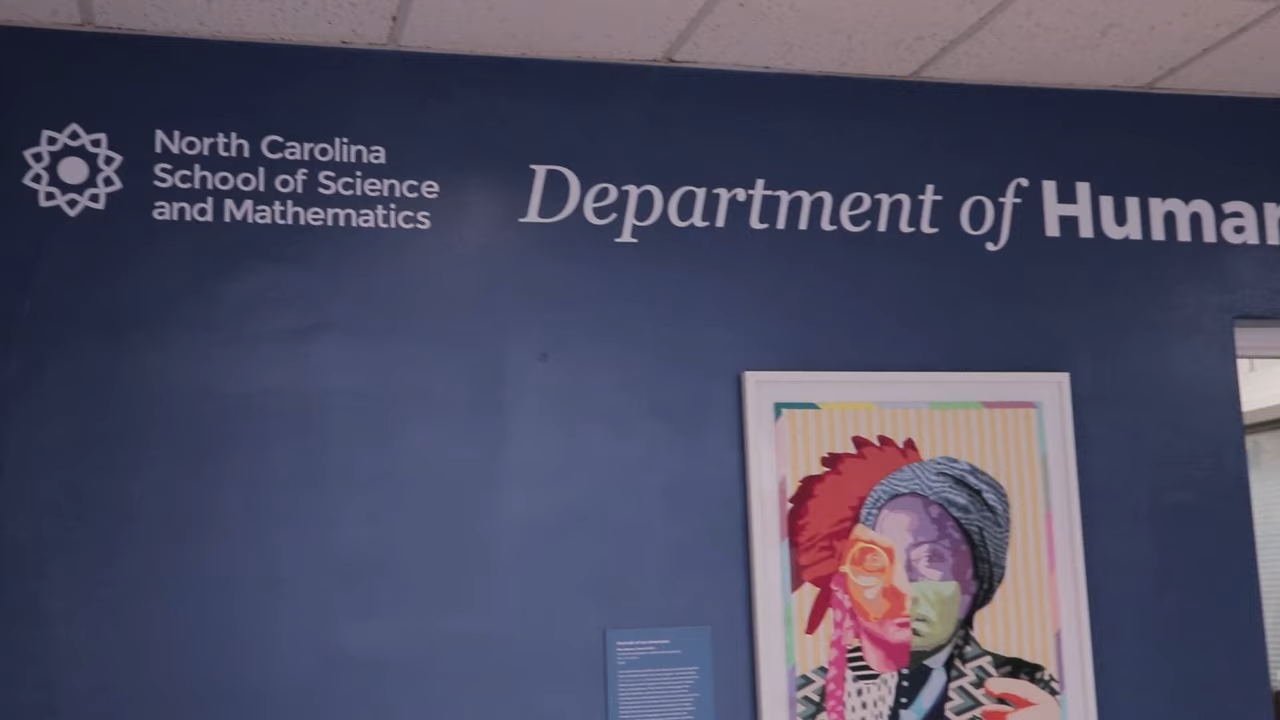 North Carolina
School of Science
and Mathematics
Department of Human